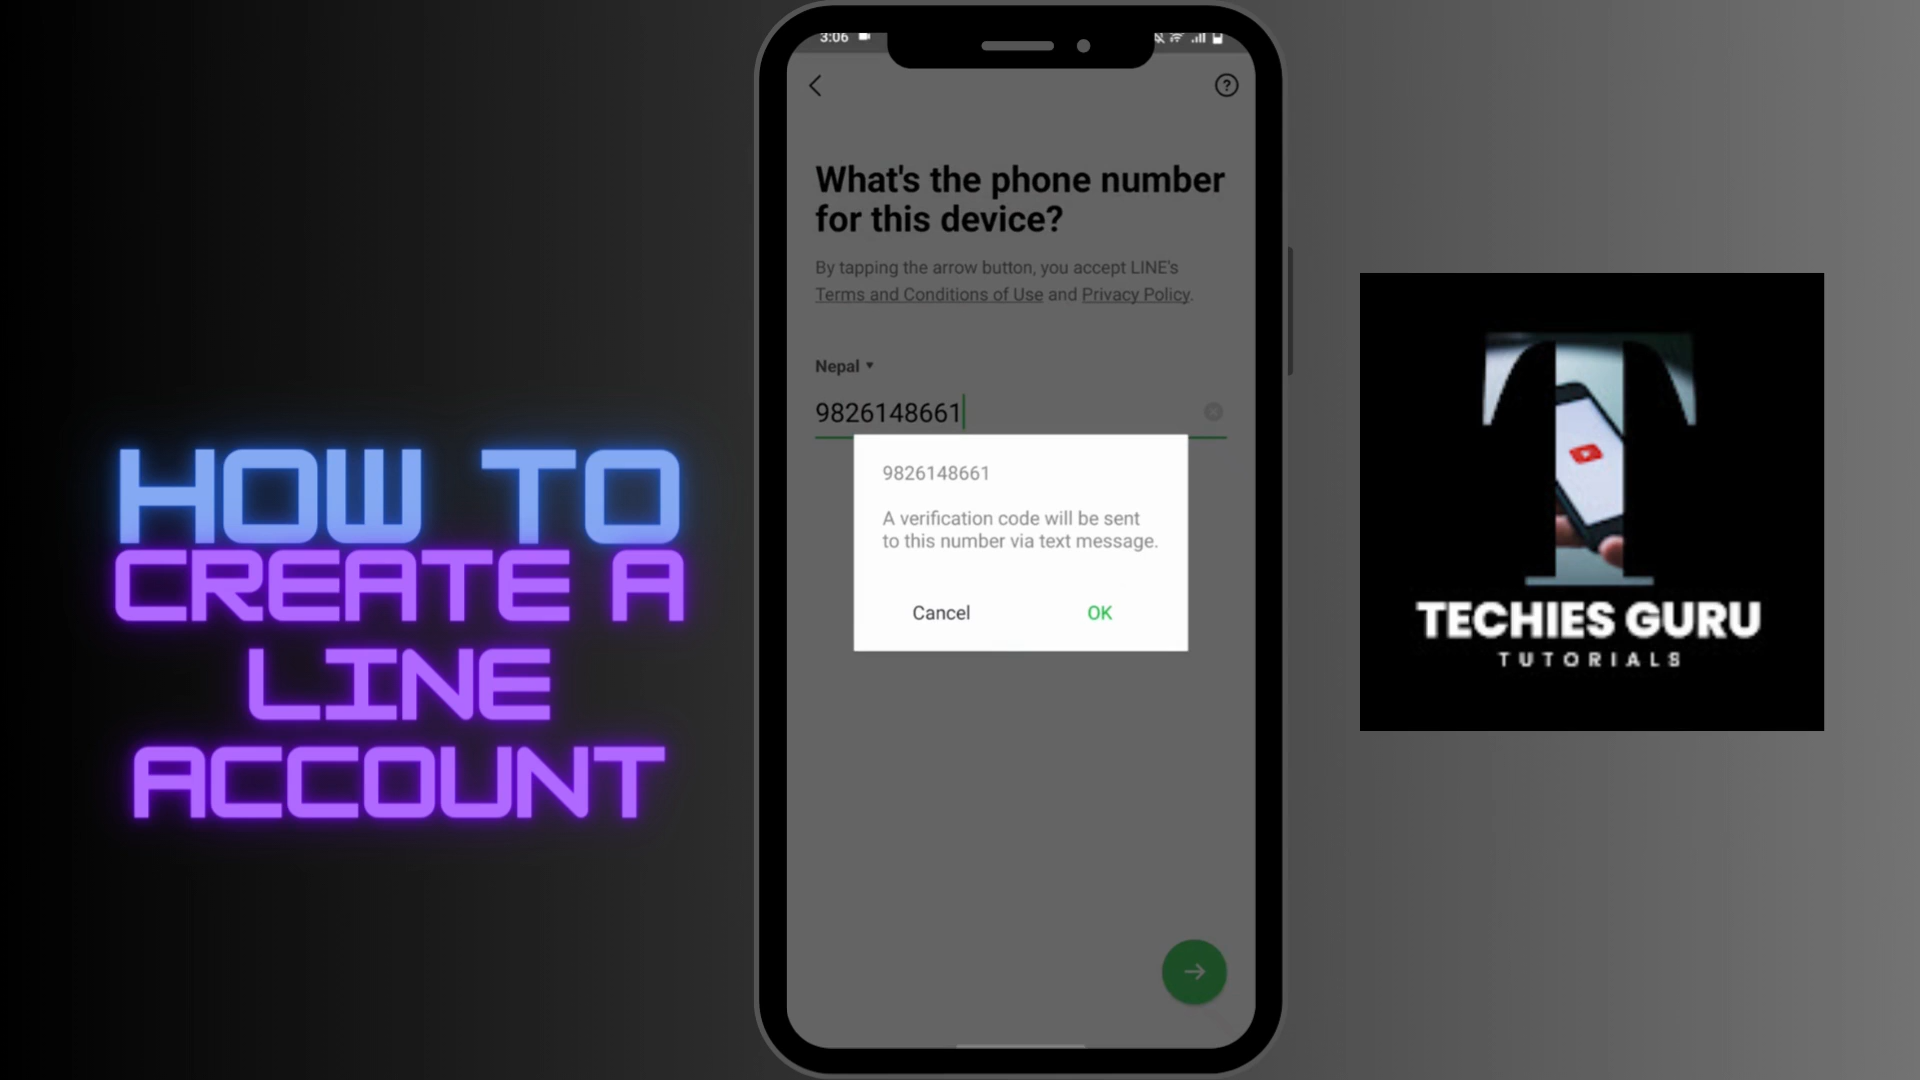 HOW TO
CREATE A
LINE
ACCOUNT
3:06
What's the phone number
for this device?
By tapping the arrow button, you accept LINE's
Terms and Conditions of Use and Privacy Policy.
Nepal
9826148661
9826148661
A verification code will be sent
to this number via text message.
Cancel OK
T
TECHIES GURU
TUTORIALS